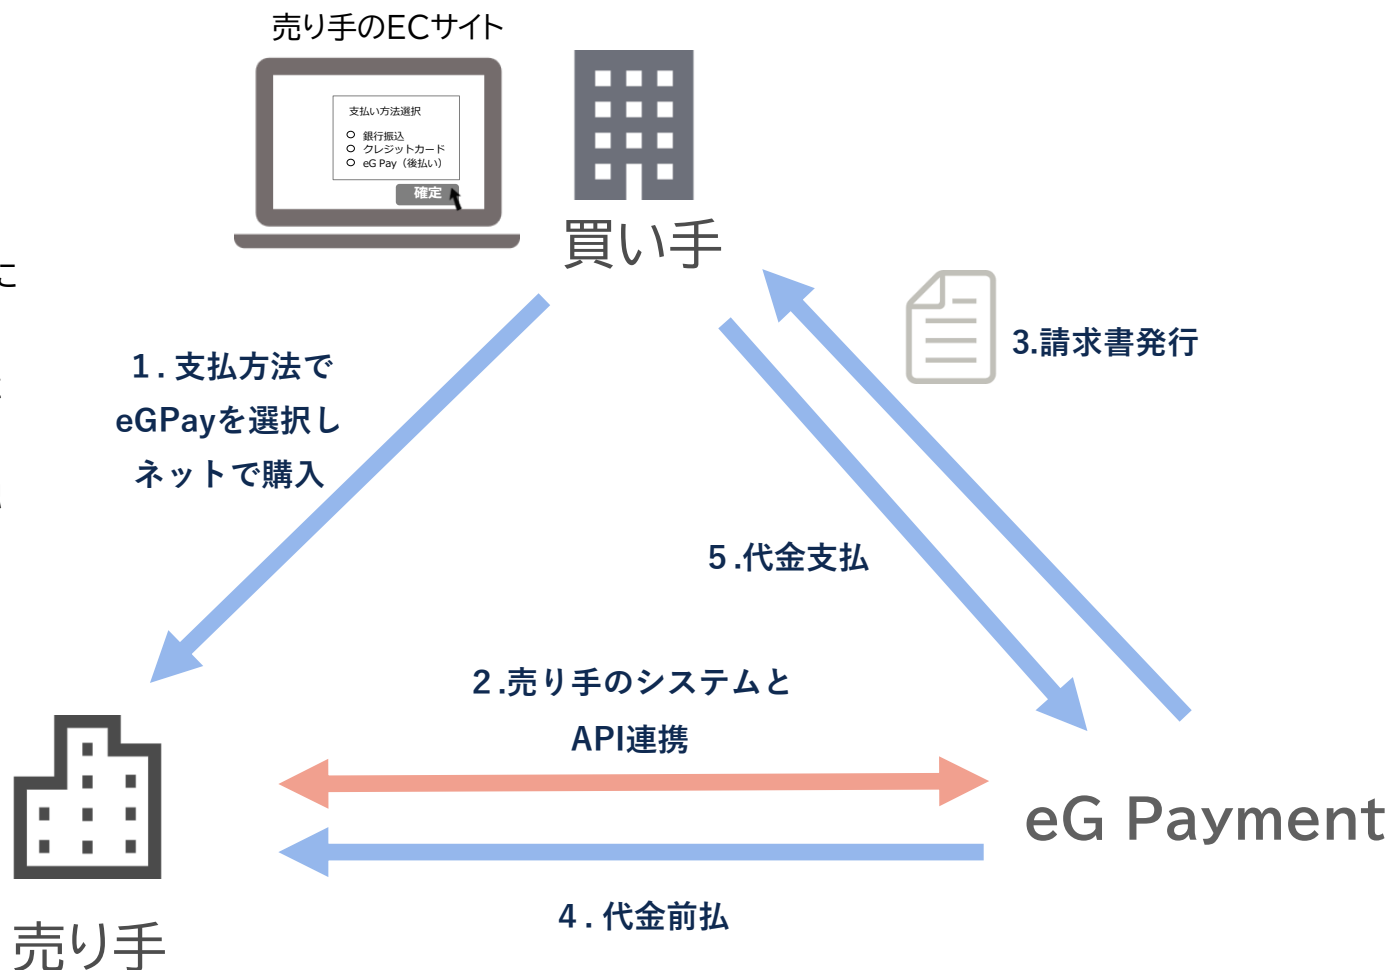 売り手のECサイト
支払い方法選択
銀行振込
クレジットカード
eG Pay（後払い）
確定
買い手
に
3.請求書発行
１. 支払方法で
eGPayを選択し
ネットで購入
５.代金支払
２.売り手のシステムと
API連携
eG Payment
４. 代金前払
売り手